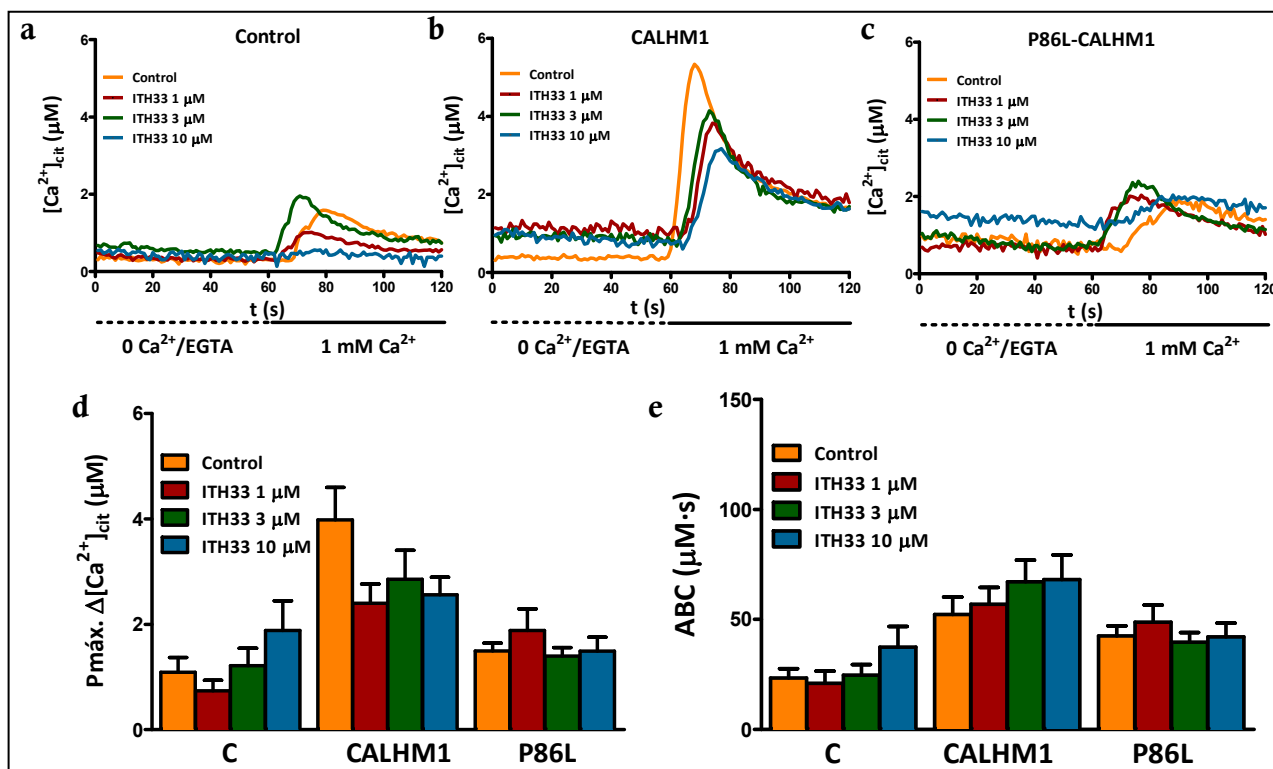 a
Control
6
4
2
0
[Ca²⁺]cit (μM)
Control
ITH33 1 μM
ITH33 3 μM
ITH33 10 μM
0 20 40 60 80 100 120
t (s)
0 Ca²⁺/EGTA 1 mM Ca²⁺
b
CALHM1
6
4
2
0
[Ca²⁺]cit (μM)
Control
ITH33 1 μM
ITH33 3 μM
ITH33 10 μM
0 20 40 60 80 100 120
t (s)
0 Ca²⁺/EGTA 1 mM Ca²⁺
c
P86L-CALHM1
6
4
2
0
[Ca²⁺]cit (μM)
Control
ITH33 1 μM
ITH33 3 μM
ITH33 10 μM
0 20 40 60 80 100 120
t (s)
0 Ca²⁺/EGTA 1 mM Ca²⁺
d
6
4
2
0
Pmáx. Δ[Ca²⁺]cit (μM)
Control
ITH33 1 μM
ITH33 3 μM
ITH33 10 μM
C CALHM1 P86L
e
150
100
50
0
ABC (μM·s)
Control
ITH33 1 μM
ITH33 3 μM
ITH33 10 μM
C CALHM1 P86L